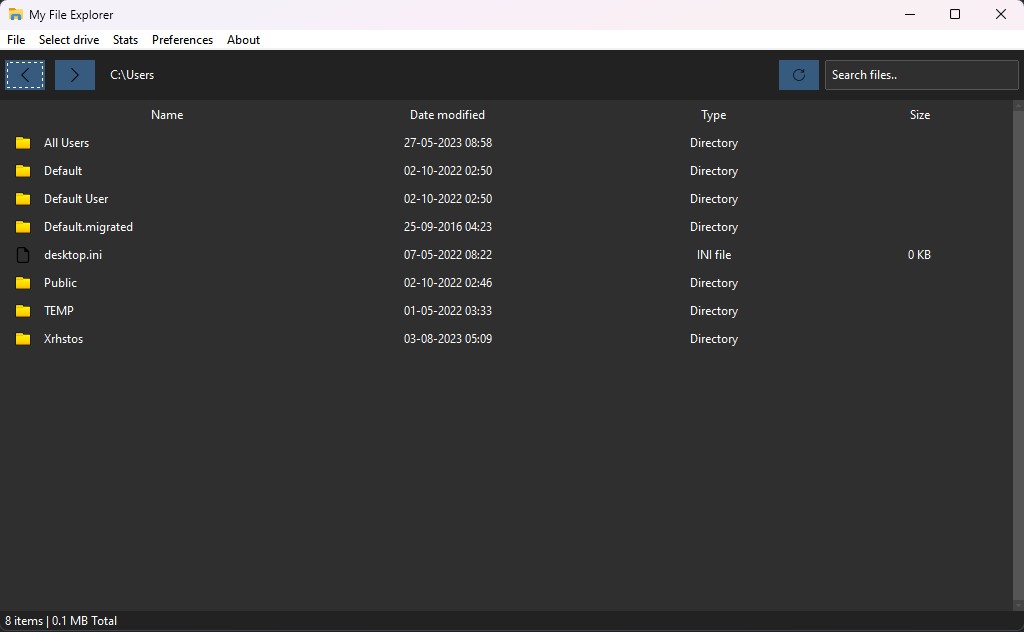 My File Explorer
File Select drive Stats Preferences About
C:\Users Search files..
Name Date modified Type Size
All Users 27-05-2023 08:58 Directory
Default 02-10-2022 02:50 Directory
Default User 02-10-2022 02:50 Directory
Default.migrated 25-09-2016 04:23 Directory
desktop.ini 07-05-2022 08:22 INI file 0 KB
Public 02-10-2022 02:46 Directory
TEMP 01-05-2022 03:33 Directory
Xrhstos 03-08-2023 05:09 Directory
8 items | 0.1 MB Total